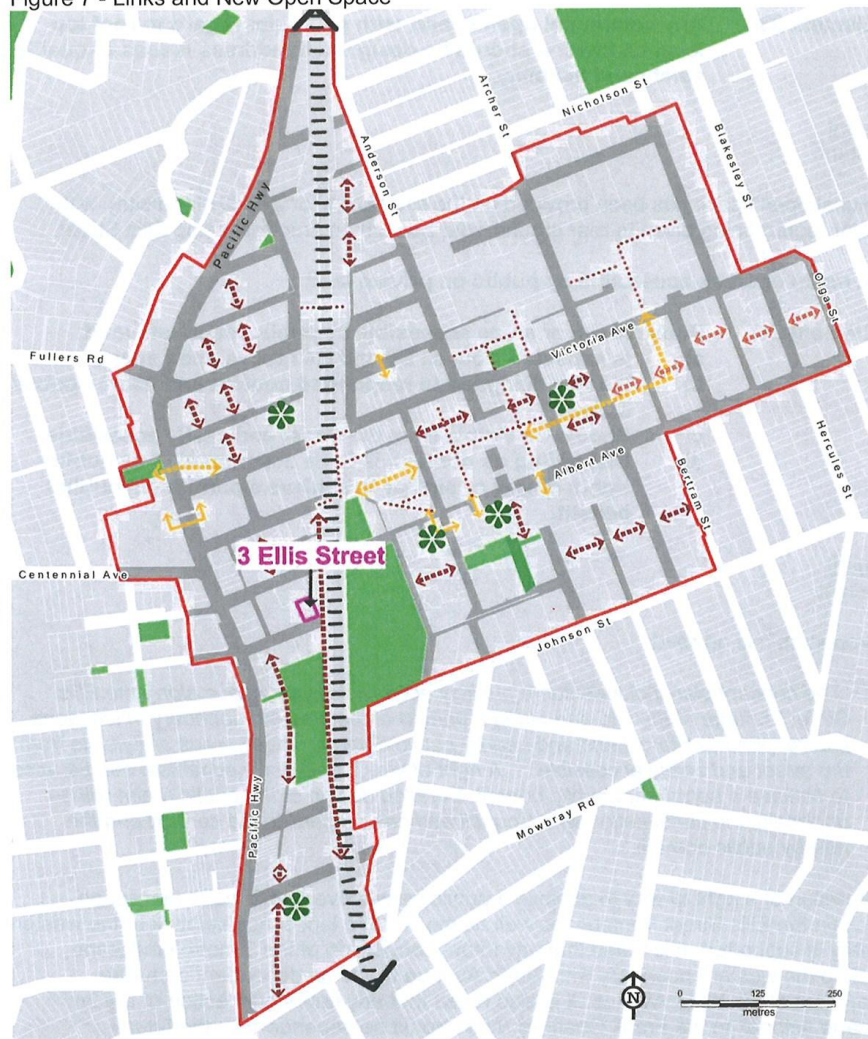 Figure 7 - Links and New Open Space
Archer St
Nicholson St
Blakesley St
Anderson St
Pacific Hwy
Olga St
Victoria Ave
Fullers Rd
Hercules St
Albert Ave
Bertram St
3 Ellis Street
Centennial Ave
Johnson St
Pacific Hwy
Mowbray Rd
N
0 125 250
metres